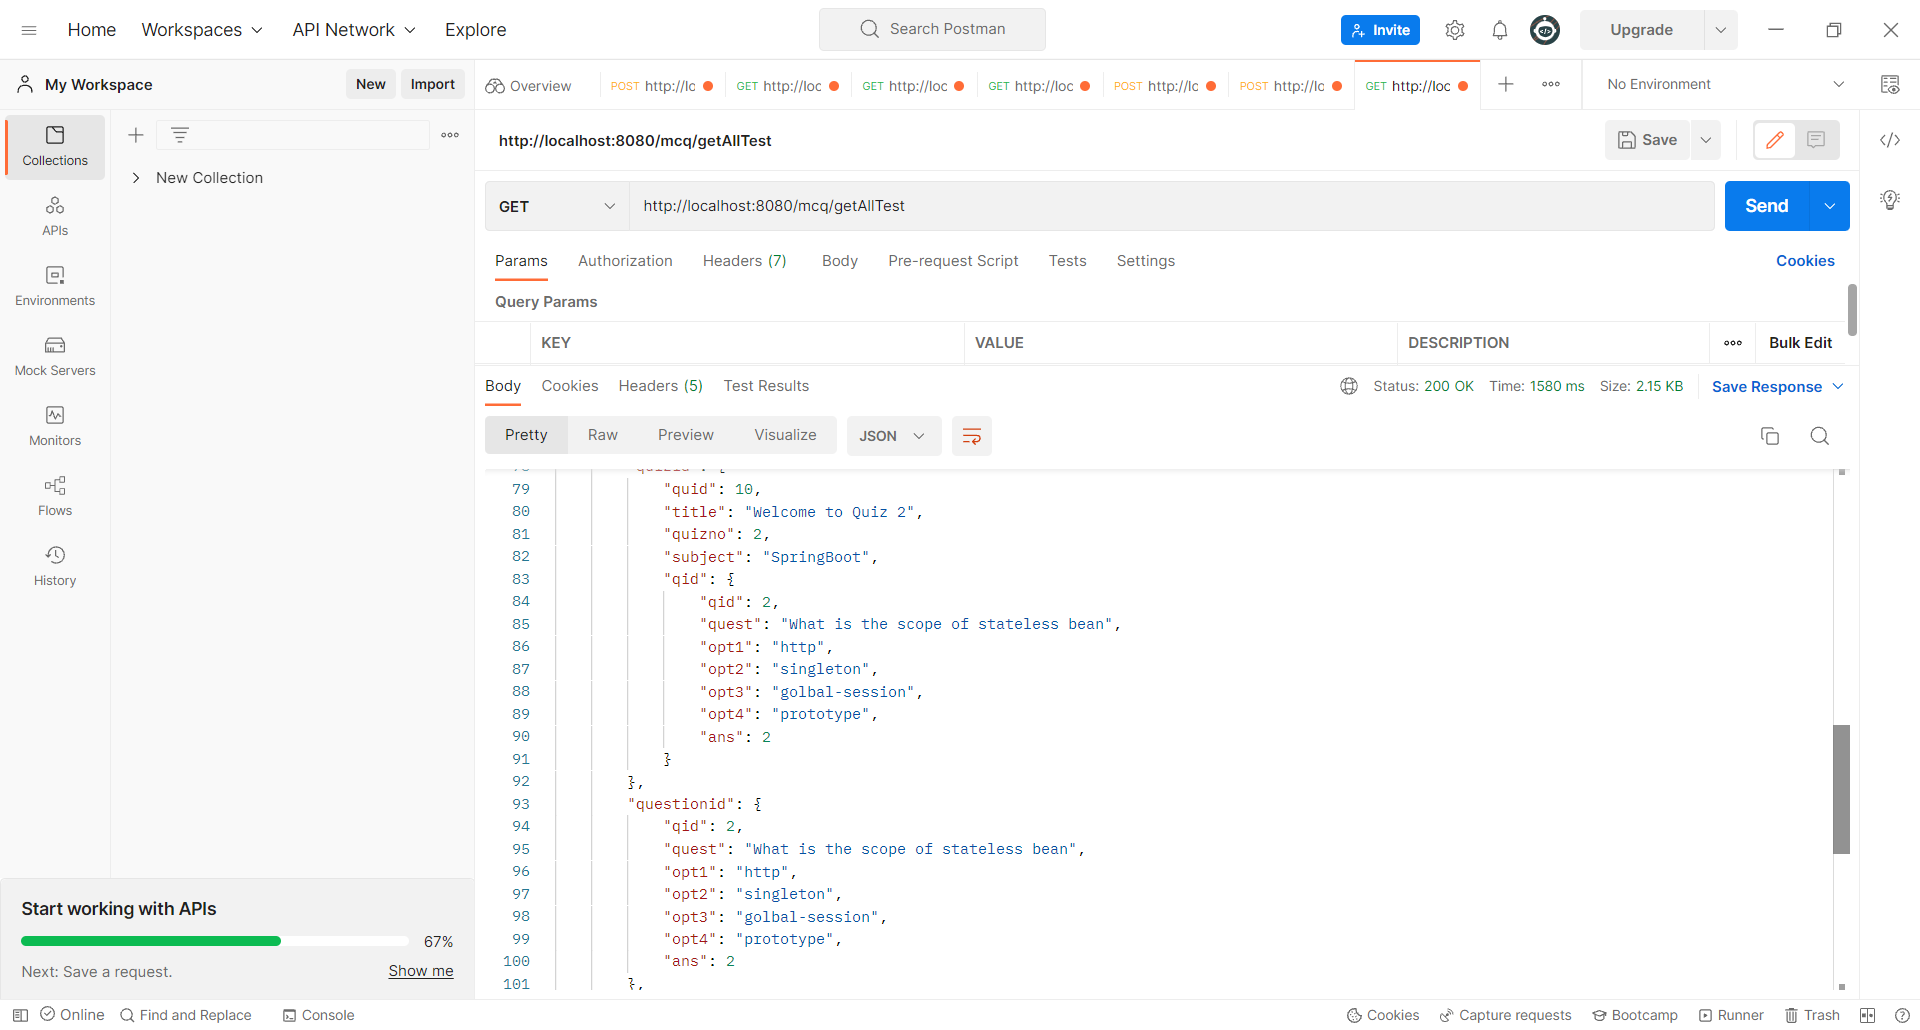 Home Workspaces API Network Explore Search Postman Invite Upgrade
My Workspace New Import Overview POST http://lc GET http://loc GET http://loc GET http://loc POST http://lc POST http://lc GET http://loc No Environment
Collections
APIs
Environments
Mock Servers
Monitors
Flows
History
New Collection
http://localhost:8080/mcq/getAllTest Save
GET http://localhost:8080/mcq/getAllTest Send
Params Authorization Headers (7) Body Pre-request Script Tests Settings Cookies
Query Params
KEY VALUE DESCRIPTION Bulk Edit
Body Cookies Headers (5) Test Results Status: 200 OK Time: 1580 ms Size: 2.15 KB Save Response
Pretty Raw Preview Visualize JSON
79 "quid": 10,
80 "title": "Welcome to Quiz 2",
81 "quizno": 2,
82 "subject": "SpringBoot",
83 "qid": {
84 "qid": 2,
85 "quest": "What is the scope of stateless bean",
86 "opt1": "http",
87 "opt2": "singleton",
88 "opt3": "golbal-session",
89 "opt4": "prototype",
90 "ans": 2
91 }
92 },
93 "questionid": {
94 "qid": 2,
95 "quest": "What is the scope of stateless bean",
96 "opt1": "http",
97 "opt2": "singleton",
98 "opt3": "golbal-session",
99 "opt4": "prototype",
100 "ans": 2
101 },
Start working with APIs
67%
Next: Save a request. Show me
Online Find and Replace Console Cookies Capture requests Bootcamp Runner Trash